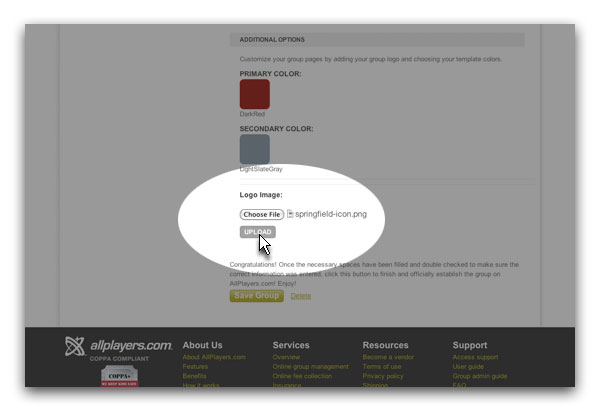 ADDITIONAL OPTIONS
Customize your group pages by adding your group logo and choosing your template colors.
PRIMARY COLOR:
DarkRed
SECONDARY COLOR:
LightSlateGray
Logo Image:
Choose File springfield-icon.png
UPLOAD
Congratulations! Once the necessary spaces have been filled and double checked to make sure the
correct information was entered, click this button to finish and officially establish the group on
AllPlayers.com! Enjoy!
Save Group Delete
allplayers.com About Us Services Resources Support
COPPA COMPLIANT About AllPlayers.com Overview Become a vendor Access support
Features Online group management Terms of use User guide
COPPA+ Benefits Online fee collection Privacy policy Group admin guide
WE KEEP KIDS SAFE How it works Insurance Shipping FAQ